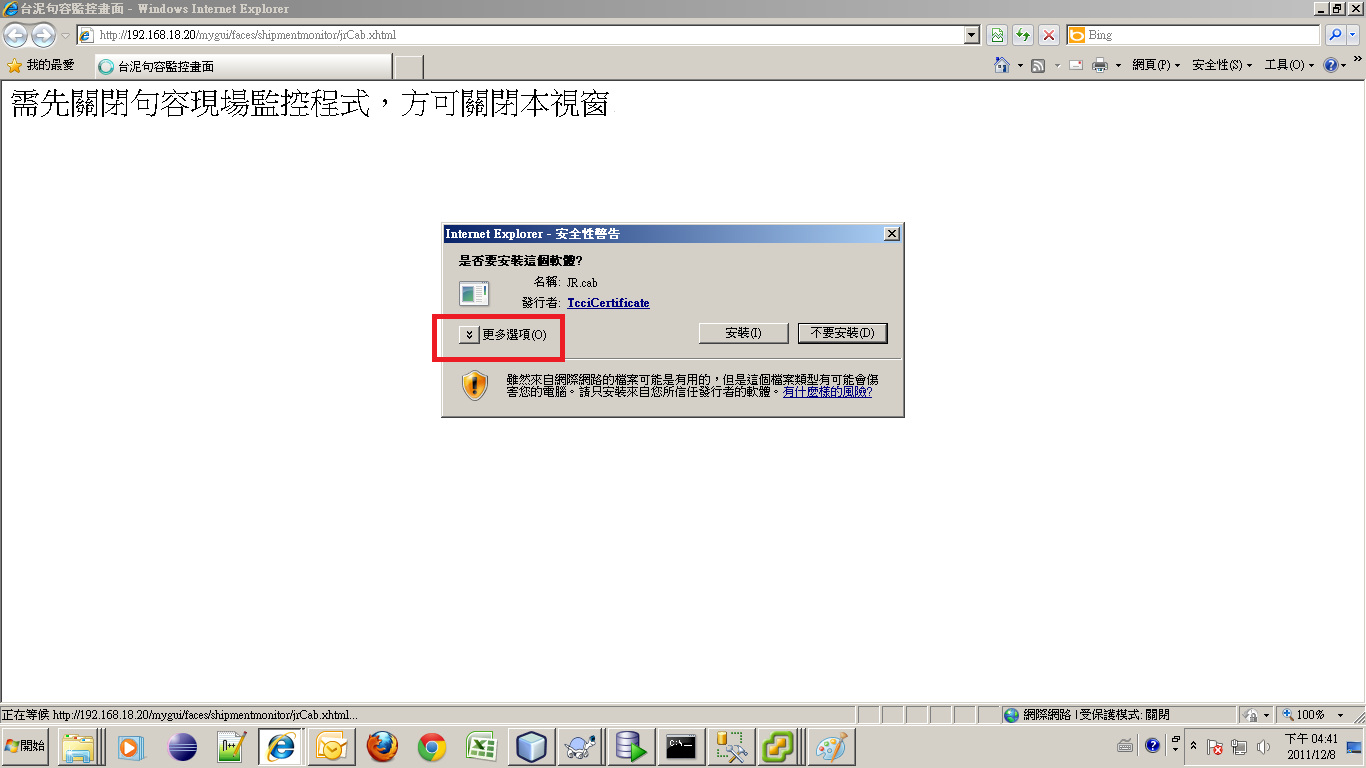 台泥句容監控畫面 - Windows Internet Explorer
http://192.168.18.20/mygui/faces/shipmentmonitor/jrCab.xhtml
Bing
我的最愛
台泥句容監控畫面
網頁(P)
安全性(S)
工具(O)
需先關閉句容現場監控程式，方可關閉本視窗
Internet Explorer - 安全性警告
是否要安裝這個軟體?
名稱: JR.cab
發行者: TcciCertificate
更多選項(O)
安裝(I)
不要安裝(D)
雖然來自網際網路的檔案可能是有用的，但是這個檔案類型有可能會傷
害您的電腦。請只安裝來自您所信任發行者的軟體。有什麼樣的風險?
正在等候 http://192.168.18.20/mygui/faces/shipmentmonitor/jrCab.xhtml...
網際網路 | 受保護模式: 關閉
100%
開始
下午 04:41
2011/12/8